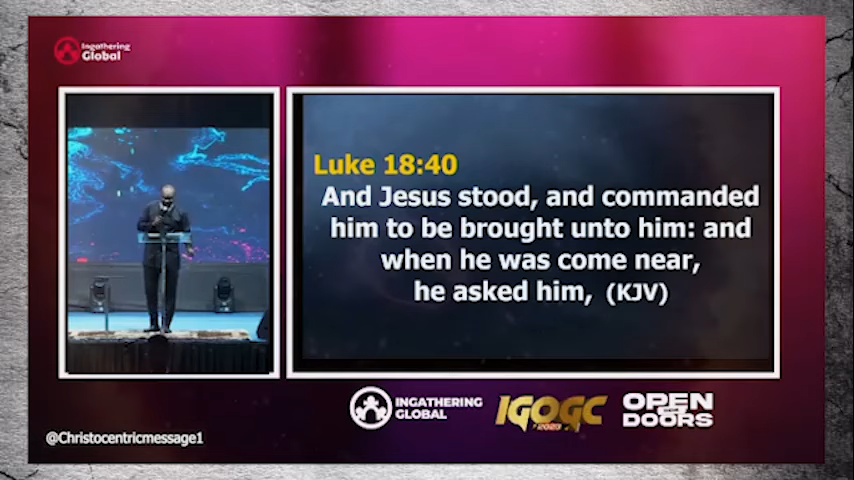 Ingathering
Global
Luke 18:40
And Jesus stood, and commanded
him to be brought unto him: and
when he was come near,
he asked him, (KJV)
INGATHERING
GLOBAL
IGOGC
2023
OPEN
DOORS
@Christocentricmessage1